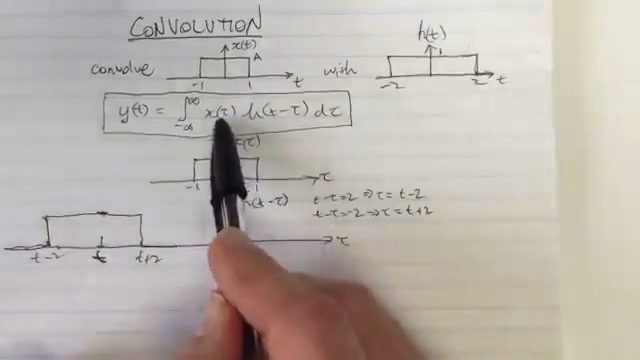 CONVOLUTION
x(t)
h(t)
convolve
A
with
1
-1 1 t
-2 2 t
y(t) = ∫_{-∞}^{∞} x(τ) h(t-τ) dτ
(τ)
-1 1 τ
(t-τ)
t-τ=2 ⇒ τ=t-2
t-τ=-2 ⇒ τ=t+2
t-2 t t+2 τ